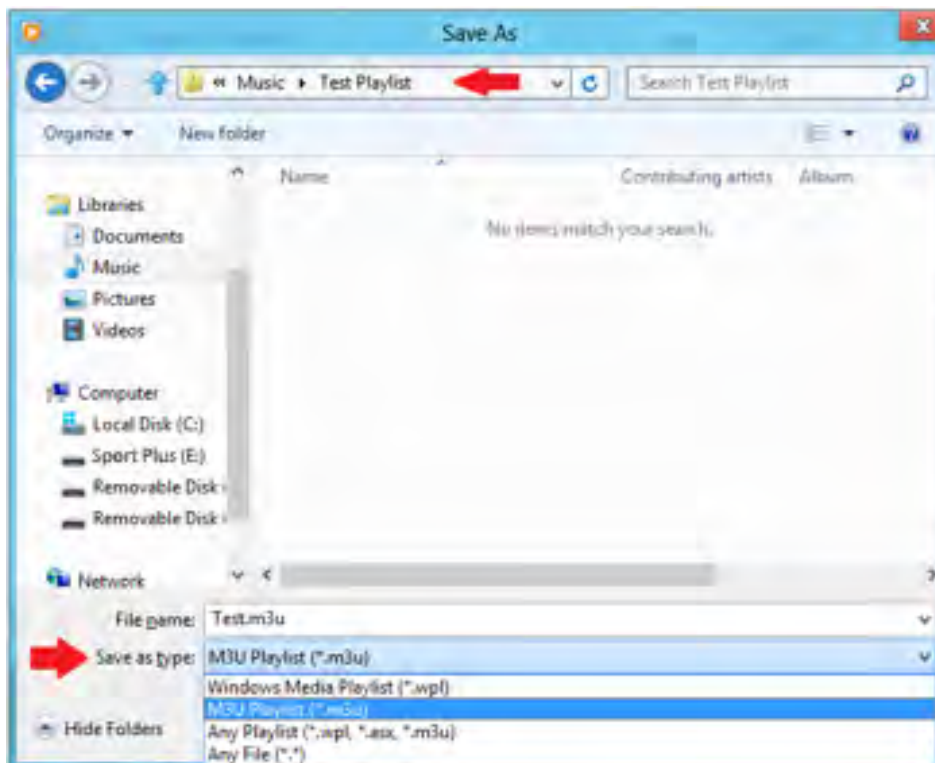 Save As
« Music ▸ Test Playlist
Search Test Playlist
Organize ▾ New folder
Name Contributing artists Album
No items match your search.
Libraries
Documents
Music
Pictures
Videos
Computer
Local Disk (C:)
Sport Plus (E:)
Removable Disk
Removable Disk
Network
File name: Test.m3u
Save as type: M3U Playlist (*.m3u)
Windows Media Playlist (*.wpl)
M3U Playlist (*.m3u)
Any Playlist (*.wpl, *.asx, *.m3u)
Any File (*.*)
Hide Folders